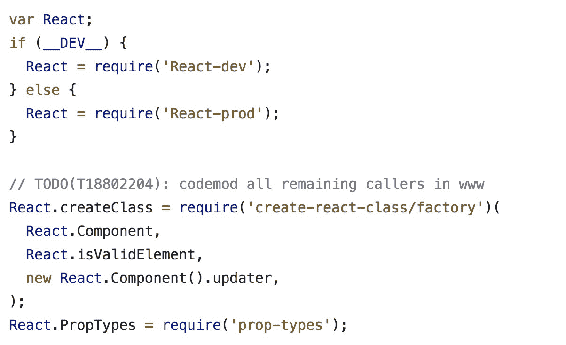 var React;
if (__DEV__) {
  React = require('React-dev');
} else {
  React = require('React-prod');
}

// TODO(T18802204): codemod all remaining callers in www
React.createClass = require('create-react-class/factory')(
  React.Component,
  React.isValidElement,
  new React.Component().updater,
);
React.PropTypes = require('prop-types');